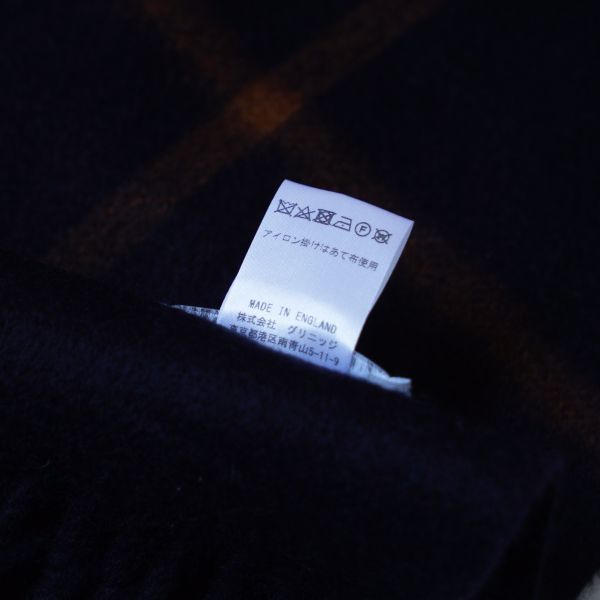 アイロン掛けはあて布使用
MADE IN ENGLAND
株式会社 グリニッジ
東京都港区南青山5-11-9